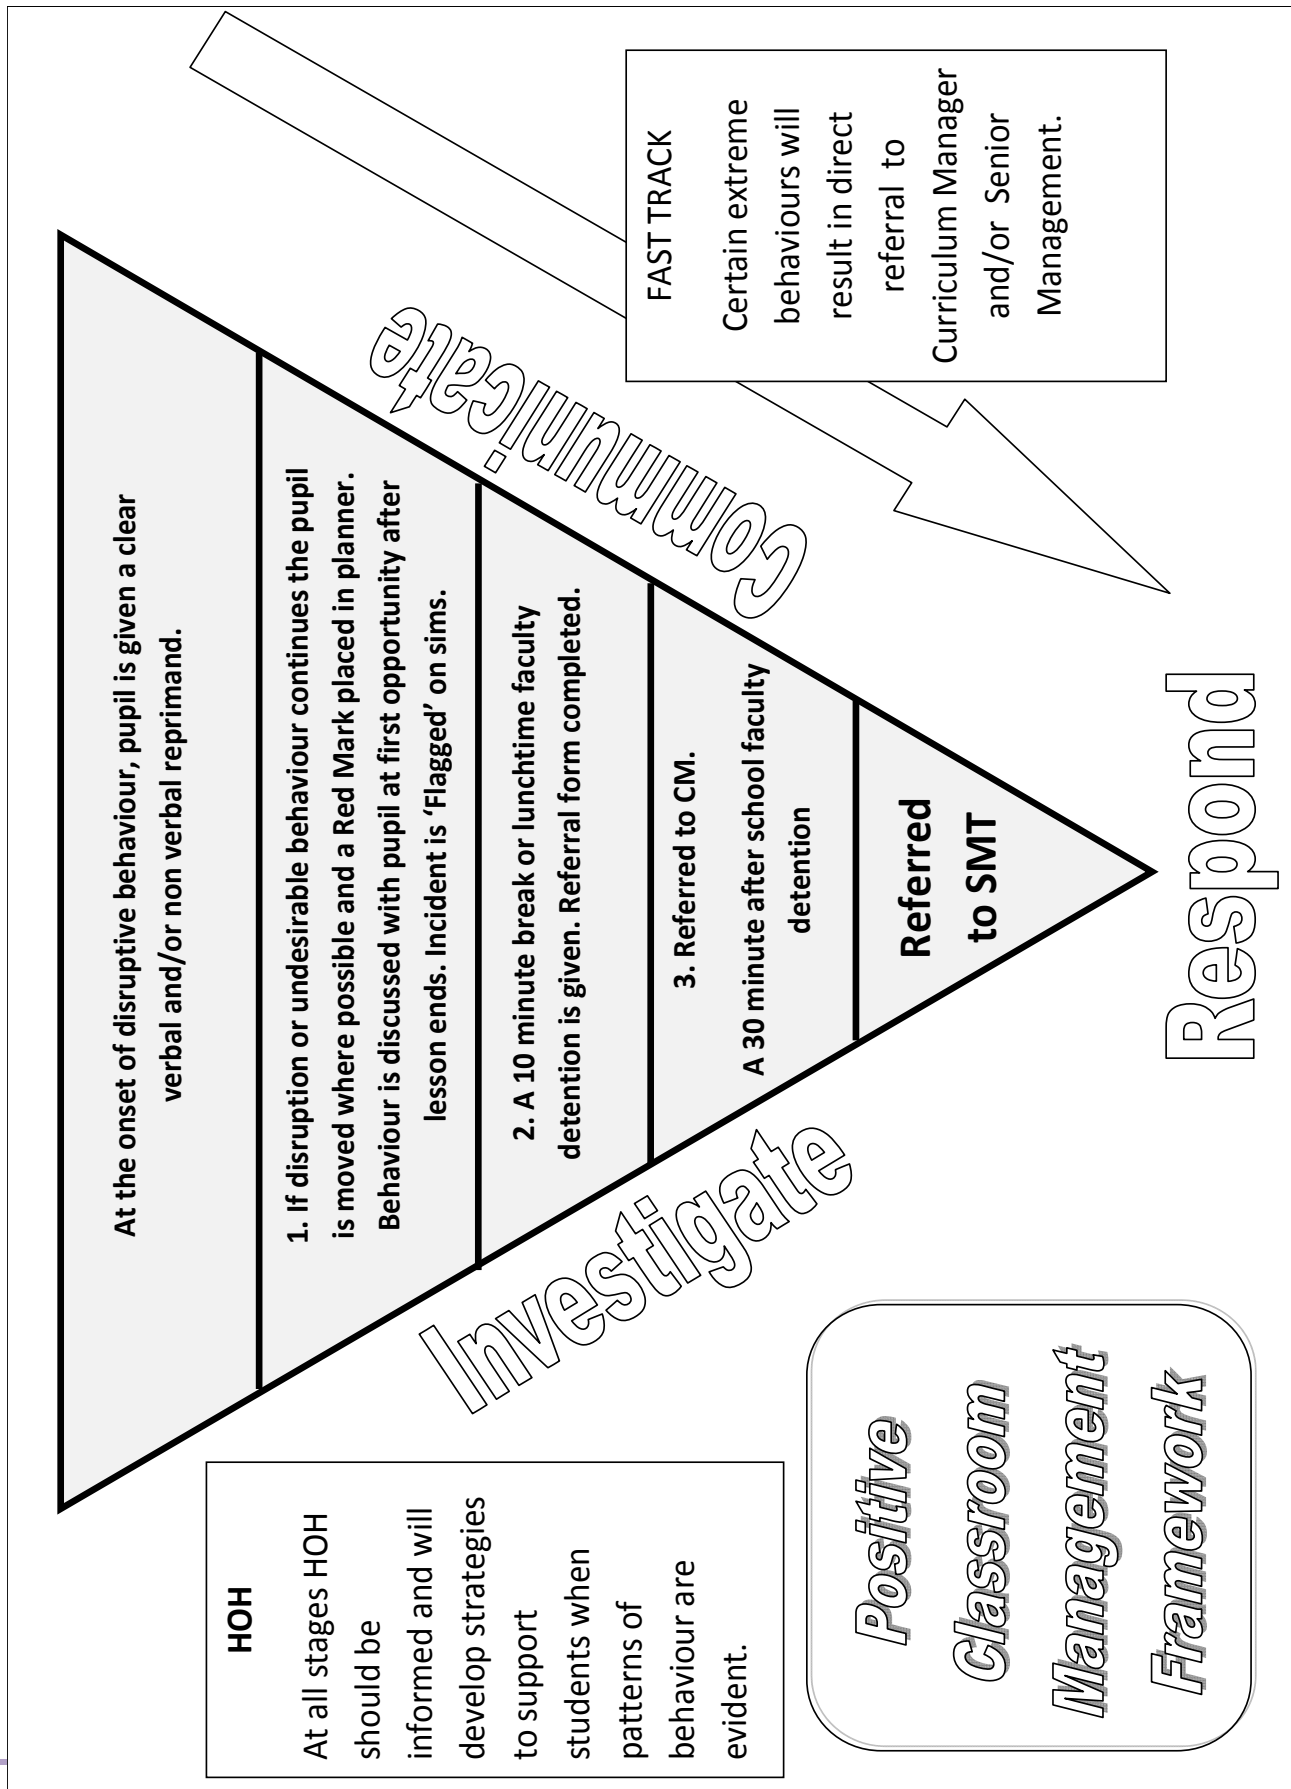 At the onset of disruptive behaviour, pupil is given a clear
verbal and/or non verbal reprimand.
1. If disruption or undesirable behaviour continues the pupil
is moved where possible and a Red Mark placed in planner.
Behaviour is discussed with pupil at first opportunity after
lesson ends. Incident is ‘Flagged’ on sims.
2. A 10 minute break or lunchtime faculty
detention is given. Referral form completed.
3. Referred to CM.
A 30 minute after school faculty
detention
Referred
to SMT
Investigate
Communicate
Respond
HOH
At all stages HOH
should be
informed and will
develop strategies
to support
students when
patterns of
behaviour are
evident.
FAST TRACK
Certain extreme
behaviours will
result in direct
referral to
Curriculum Manager
and/or Senior
Management.
Positive
Classroom
Management
Framework